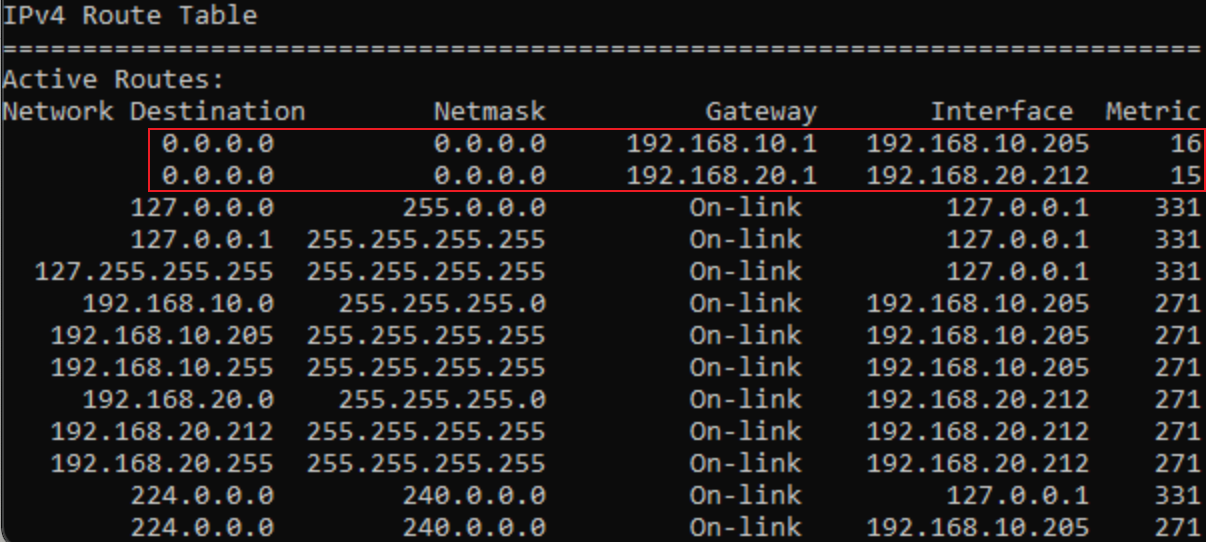 IPv4 Route Table
===========================================================================
Active Routes:
Network Destination        Netmask          Gateway       Interface  Metric
          0.0.0.0          0.0.0.0     192.168.10.1   192.168.10.205     16
          0.0.0.0          0.0.0.0     192.168.20.1   192.168.20.212     15
        127.0.0.0        255.0.0.0         On-link         127.0.0.1    331
        127.0.0.1  255.255.255.255         On-link         127.0.0.1    331
  127.255.255.255  255.255.255.255         On-link         127.0.0.1    331
     192.168.10.0    255.255.255.0         On-link    192.168.10.205    271
   192.168.10.205  255.255.255.255         On-link    192.168.10.205    271
   192.168.10.255  255.255.255.255         On-link    192.168.10.205    271
     192.168.20.0    255.255.255.0         On-link    192.168.20.212    271
   192.168.20.212  255.255.255.255         On-link    192.168.20.212    271
   192.168.20.255  255.255.255.255         On-link    192.168.20.212    271
        224.0.0.0        240.0.0.0         On-link         127.0.0.1    331
        224.0.0.0        240.0.0.0         On-link    192.168.10.205    271